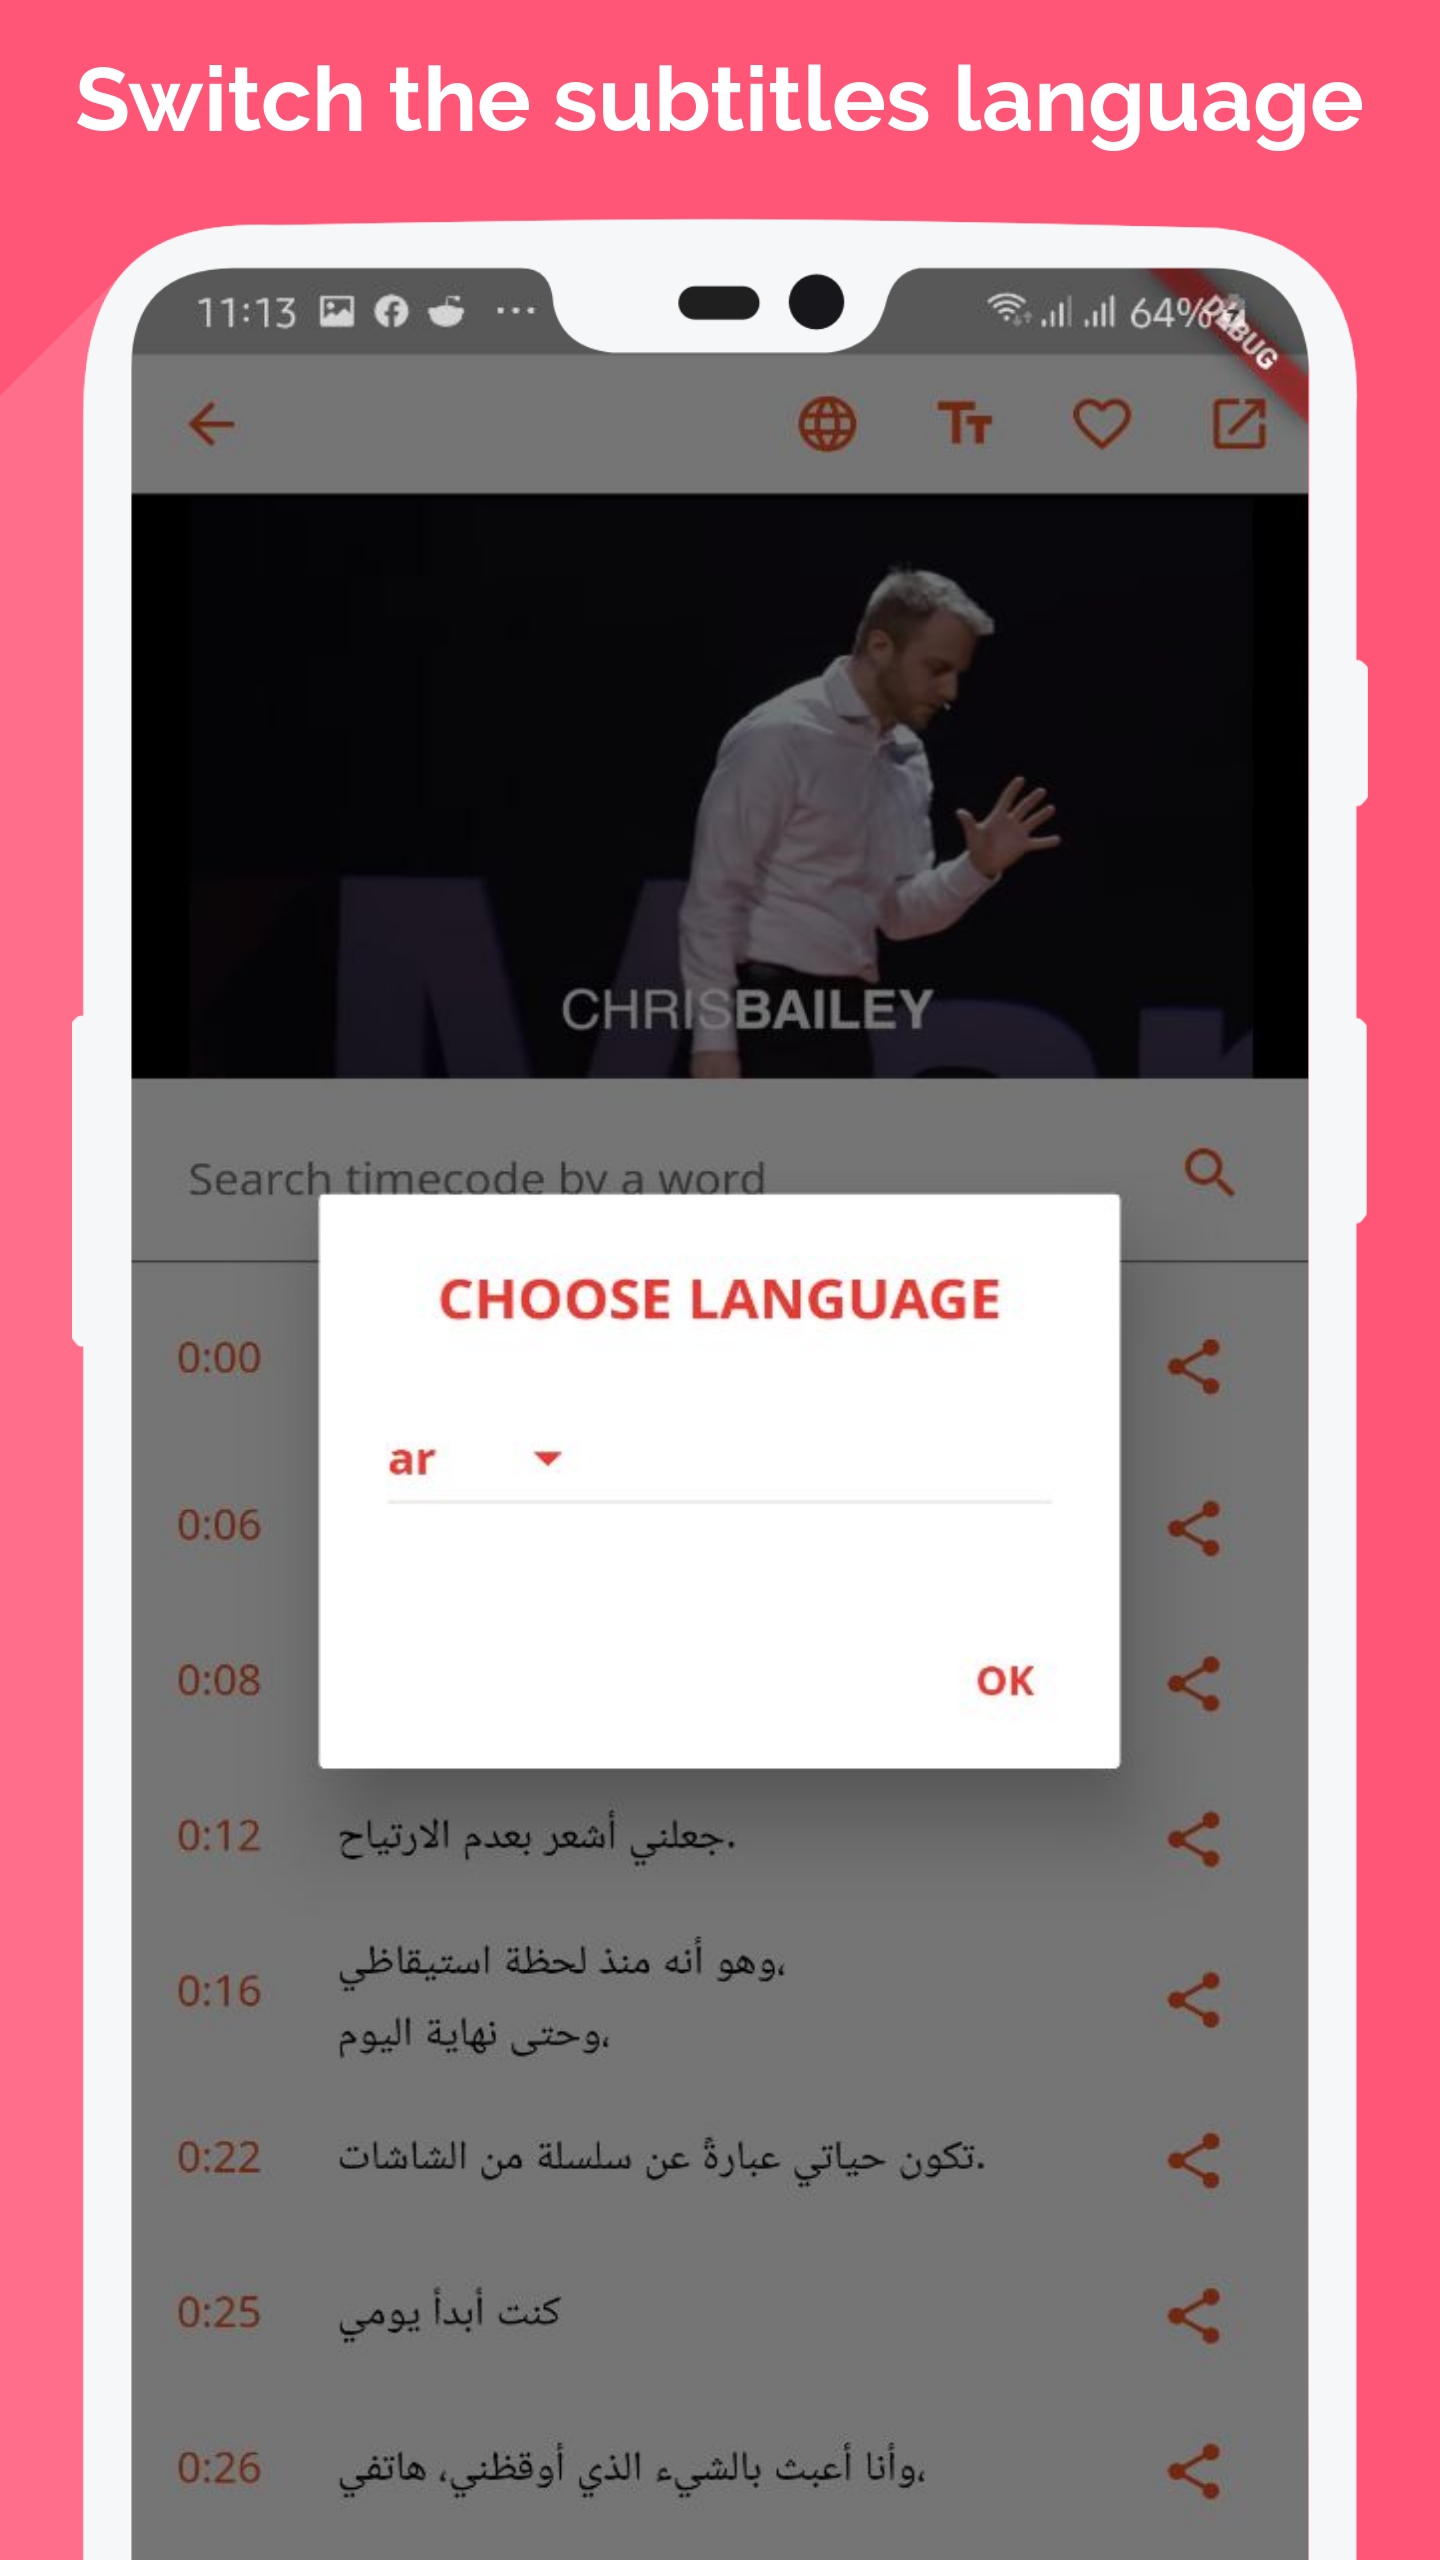 Switch the subtitles language
11:13
64%
DEBUG
CHRISBAILEY
Search timecode by a word
CHOOSE LANGUAGE
ar
OK
0:00
0:06
0:08
0:12
جعلني أشعر بعدم الارتياح.
0:16
وهو أنه منذ لحظة استيقاظي،
وحتى نهاية اليوم،
0:22
تكون حياتي عبارةً عن سلسلة من الشاشات.
0:25
كنت أبدأ يومي
0:26
وأنا أعبث بالشيء الذي أوقظني، هاتفي،